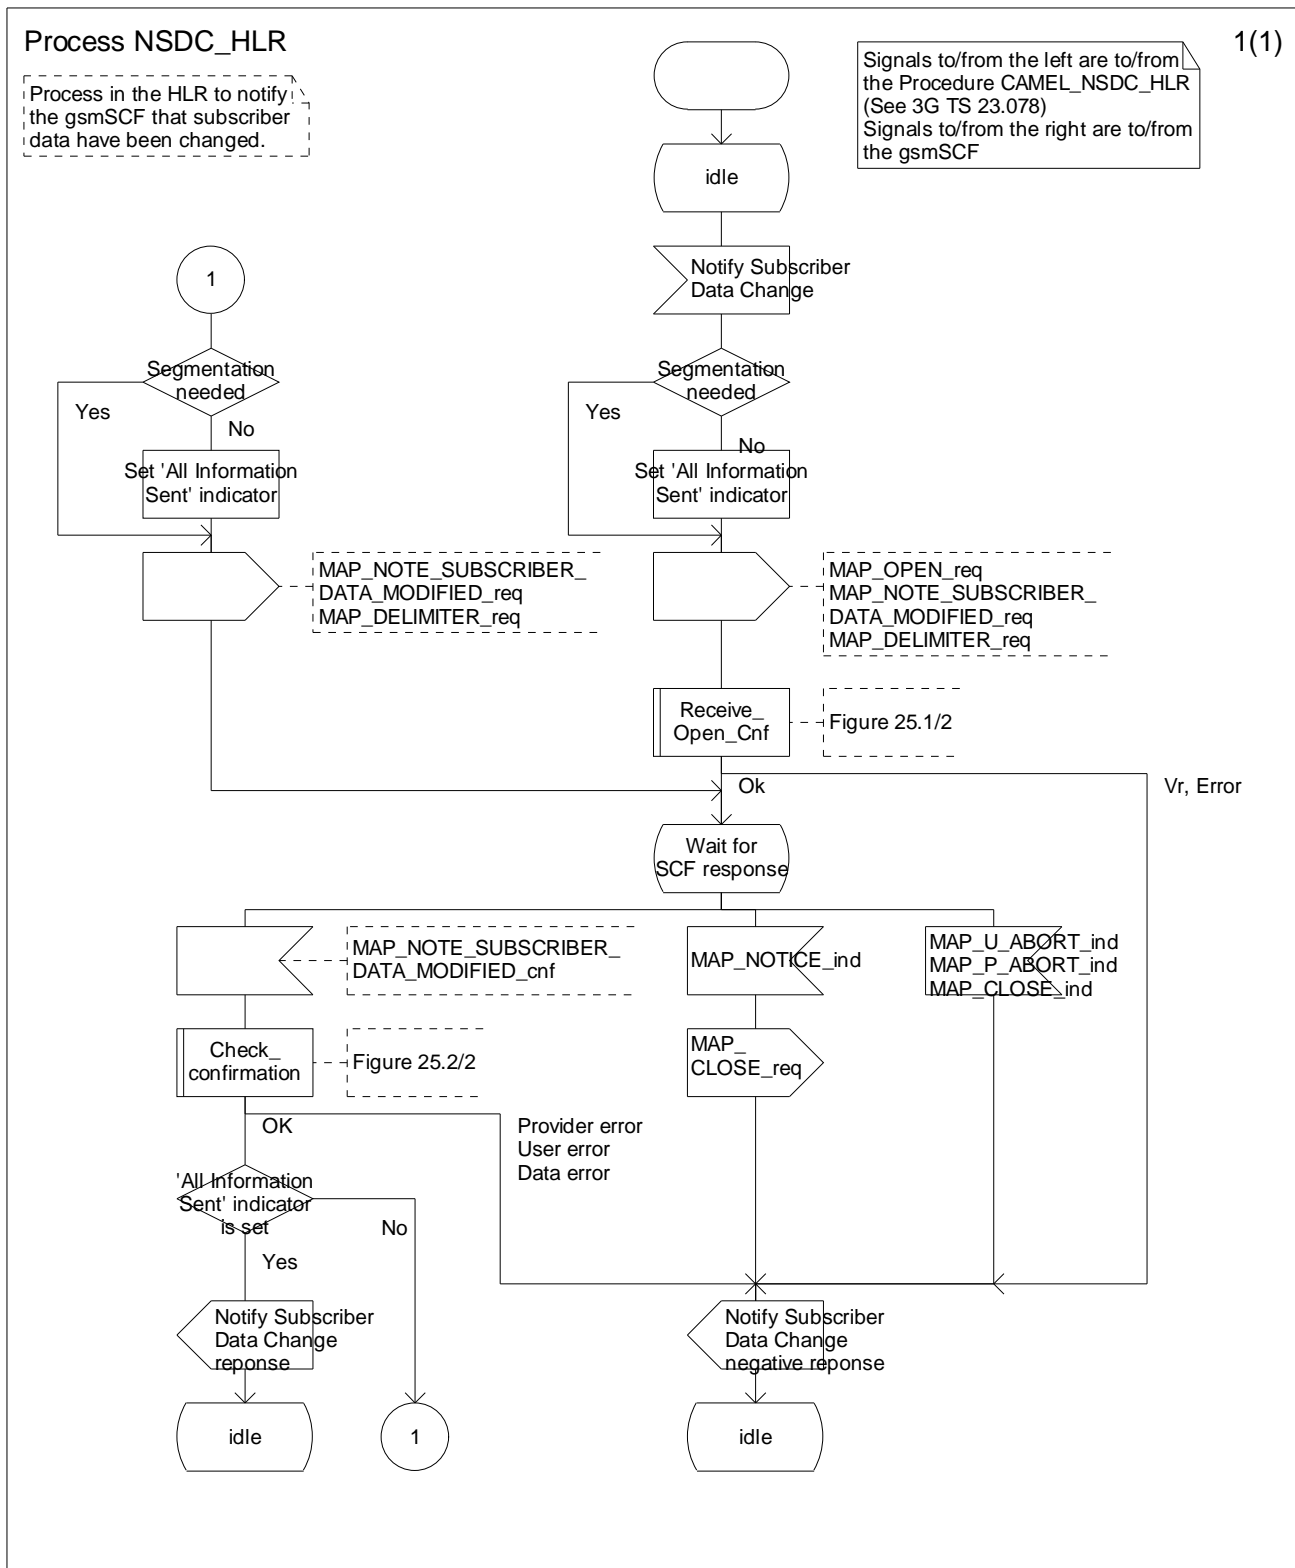 Process NSDC_HLR
1(1)
Process in the HLR to notify
the gsmSCF that subscriber
data have been changed.
Signals to/from the left are to/from
the Procedure CAMEL_NSDC_HLR
(See 3G TS 23.078)
Signals to/from the right are to/from
the gsmSCF
idle
Notify Subscriber
Data Change
1
Segmentation
needed
Yes
No
Set 'All Information
Sent' indicator
Segmentation
needed
Yes
No
Set 'All Information
Sent' indicator
MAP_NOTE_SUBSCRIBER_
DATA_MODIFIED_req
MAP_DELIMITER_req
MAP_OPEN_req
MAP_NOTE_SUBSCRIBER_
DATA_MODIFIED_req
MAP_DELIMITER_req
Receive_
Open_Cnf
Figure 25.1/2
Ok
Vr, Error
Wait for
SCF response
MAP_NOTE_SUBSCRIBER_
DATA_MODIFIED_cnf
MAP_NOTICE_ind
MAP_U_ABORT_ind
MAP_P_ABORT_ind
MAP_CLOSE_ind
Check_
confirmation
Figure 25.2/2
MAP_
CLOSE_req
OK
Provider error
User error
Data error
'All Information
Sent' indicator
is set
No
Yes
Notify Subscriber
Data Change
reponse
Notify Subscriber
Data Change
negative reponse
idle
1
idle